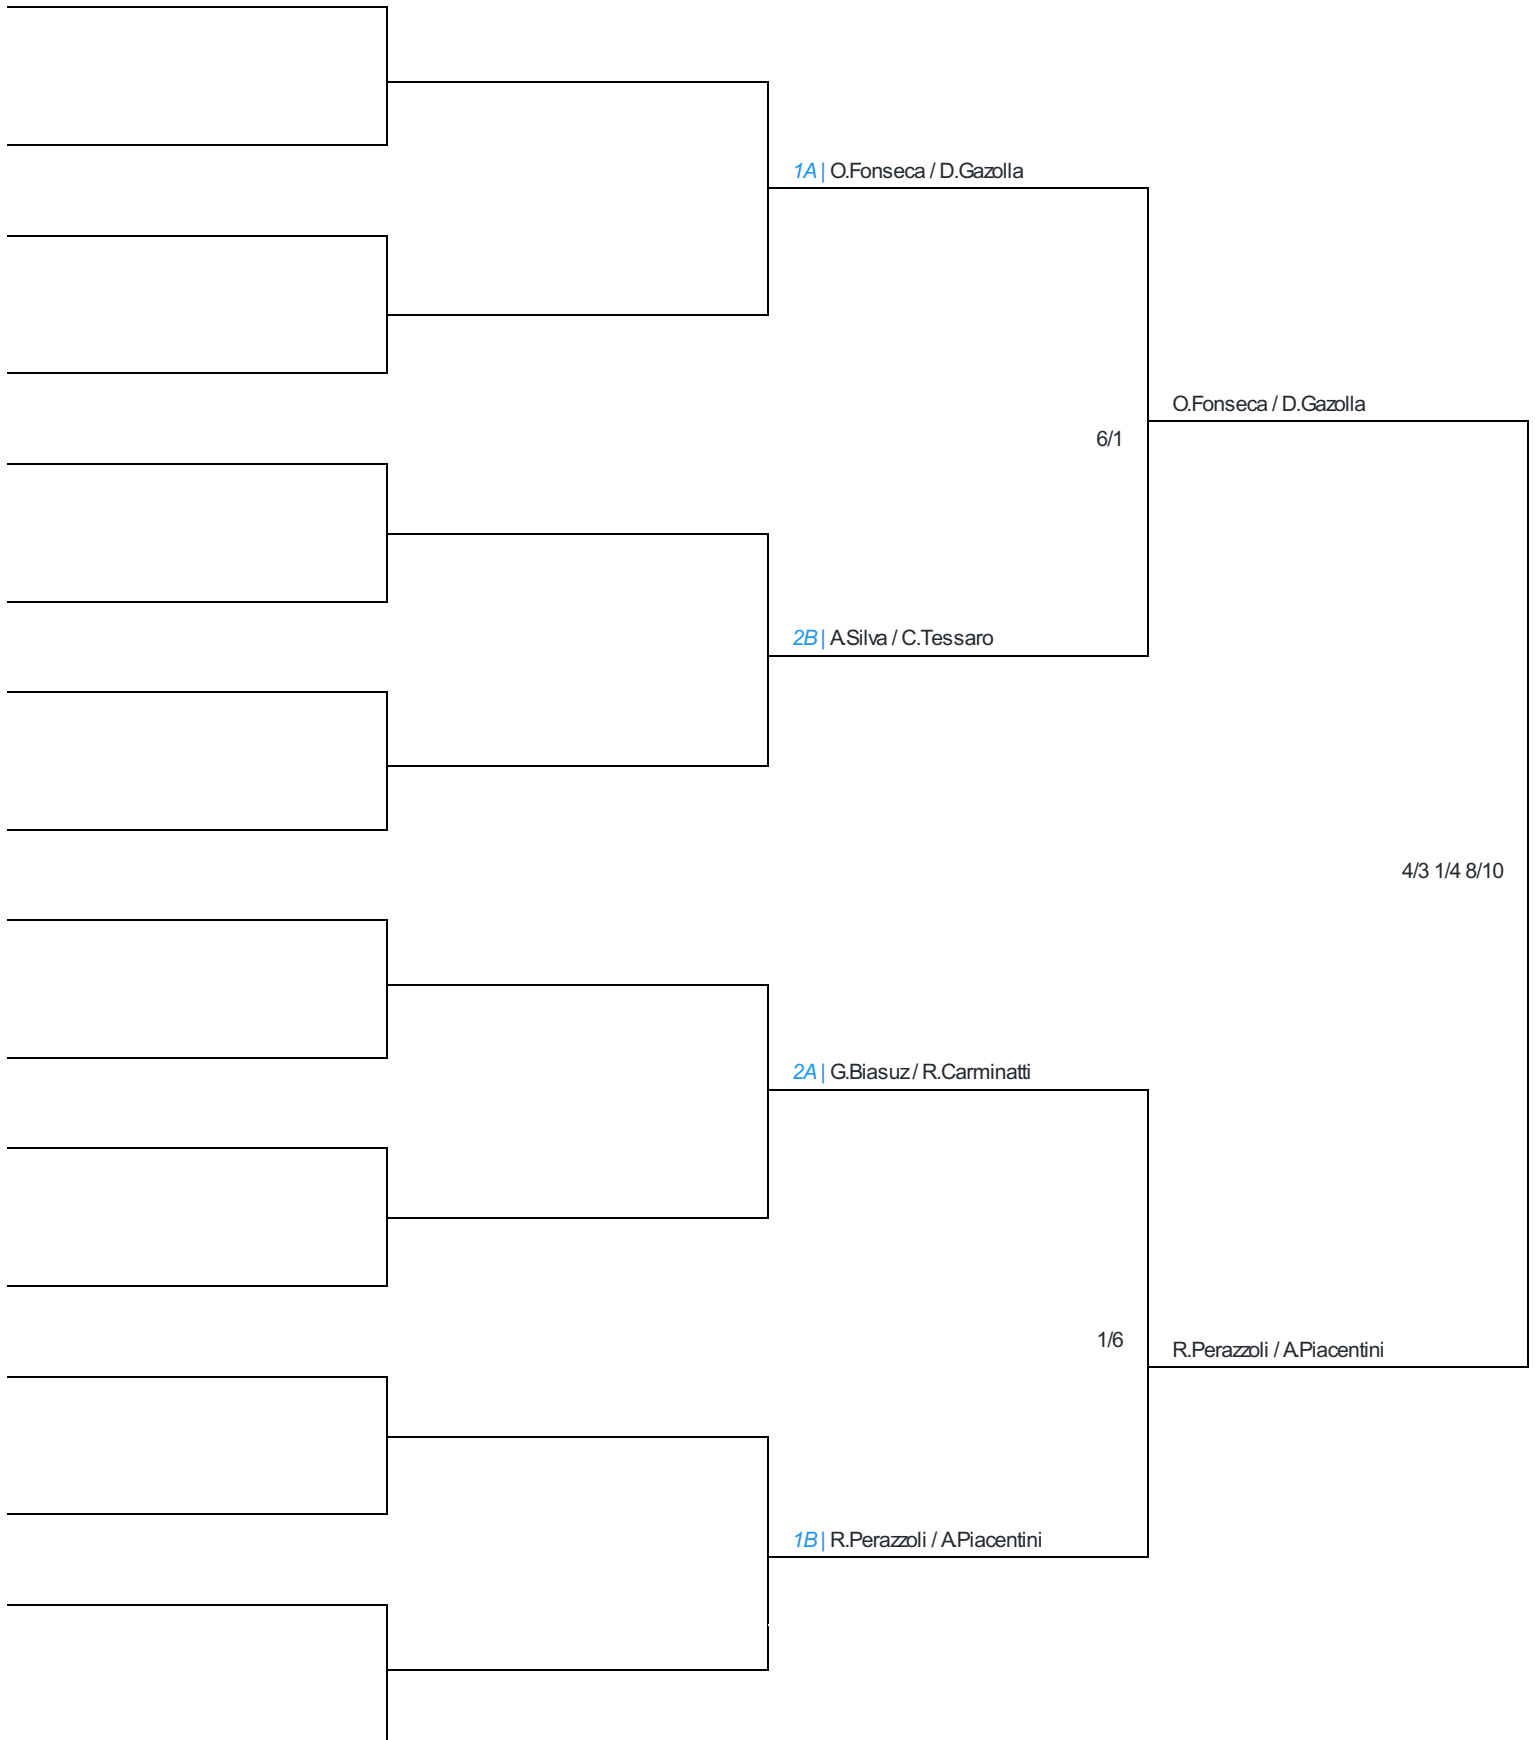 1A | O.Fonseca / D.Gazolla
O.Fonseca / D.Gazolla
6/1
2B | A.Silva / C.Tessaro
4/3 1/4 8/10
2A | G.Biasuz / R.Carminatti
1/6
R.Perazzoli / A.Piacentini
1B | R.Perazzoli / A.Piacentini